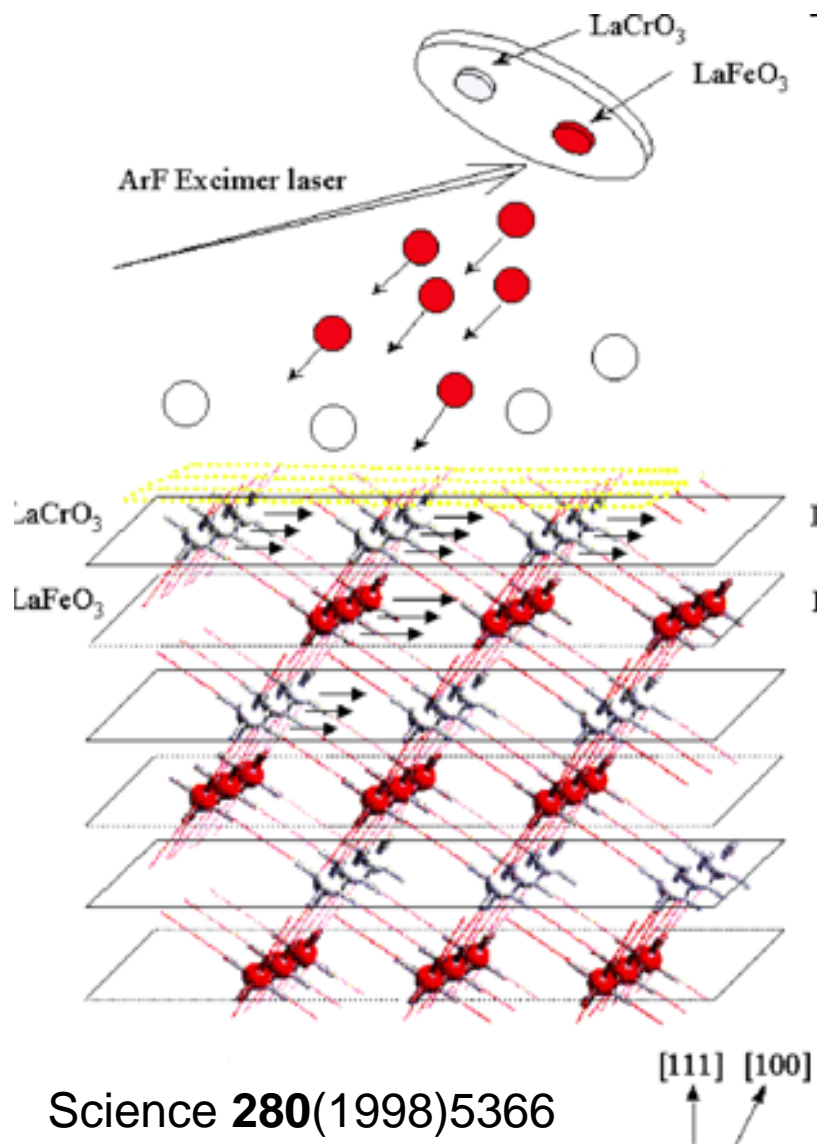 LaCrO₃
LaFeO₃
ArF Excimer laser
LaCrO₃
LaFeO₃
[111] [100]
Science 280(1998)5366